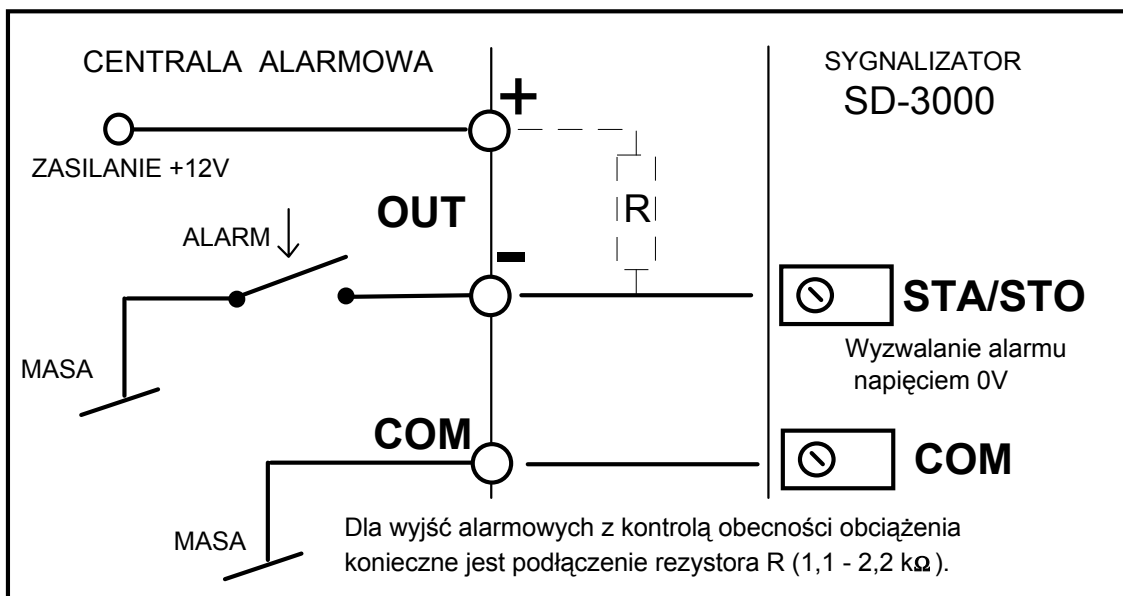 CENTRALA ALARMOWA
+
SYGNALIZATOR
SD-3000
ZASILANIE +12V
OUT
R
ALARM
-
STA/STO
Wyzwalanie alarmu
napięciem 0V
MASA
COM
COM
MASA
Dla wyjść alarmowych z kontrolą obecności obciążenia
konieczne jest podłączenie rezystora R (1,1 - 2,2 kΩ).